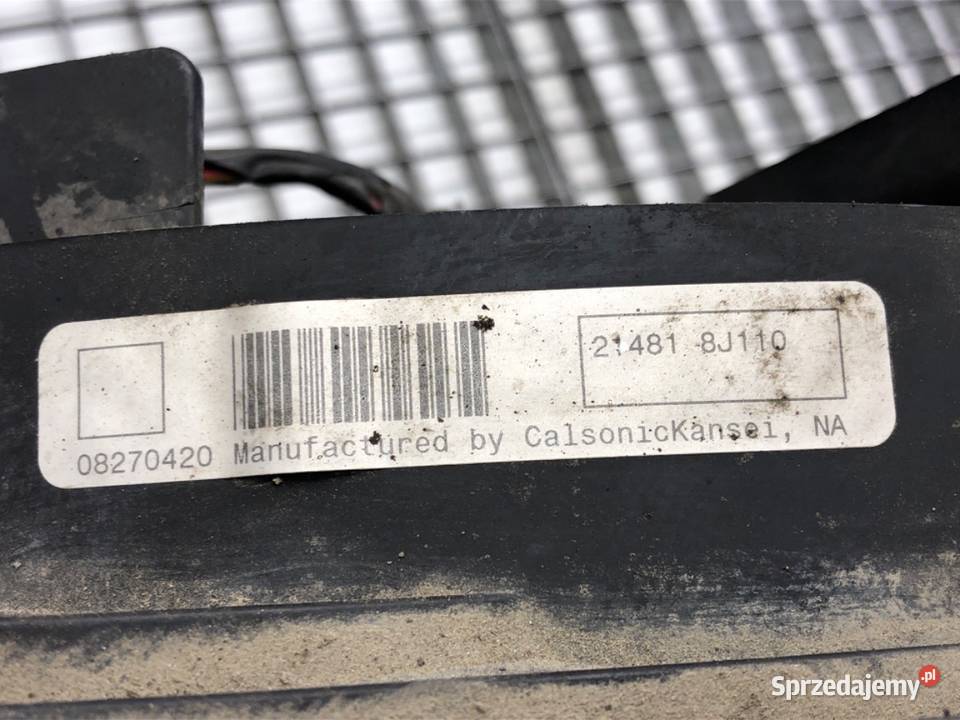 21481 8J110
08270420 Manufactured by CalsonicKansei, NA
Sprzedajemy.pl